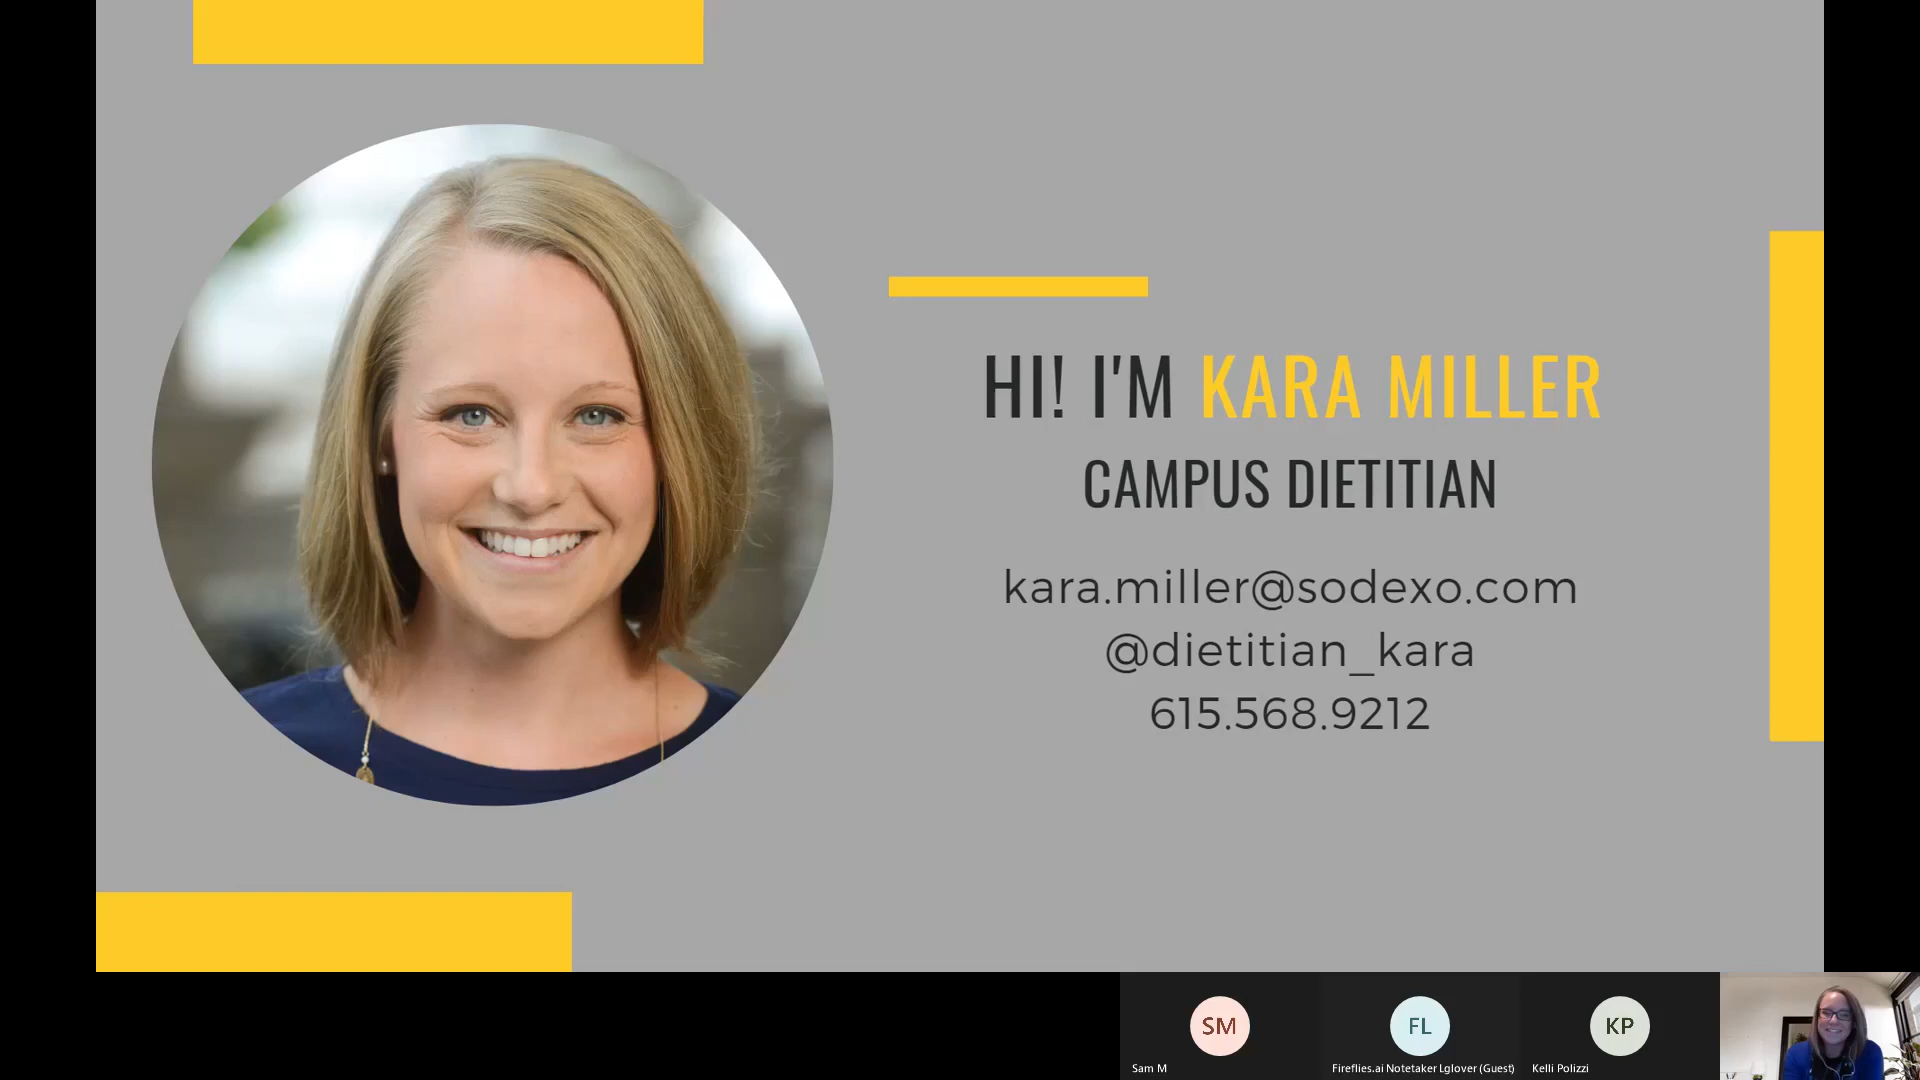 HI! I'M KARA MILLER
CAMPUS DIETITIAN
kara.miller@sodexo.com
@dietitian_kara
615.568.9212
SM
FL
KP
Sam M
Fireflies.ai Notetaker Lglover (Guest)
Kelli Polizzi